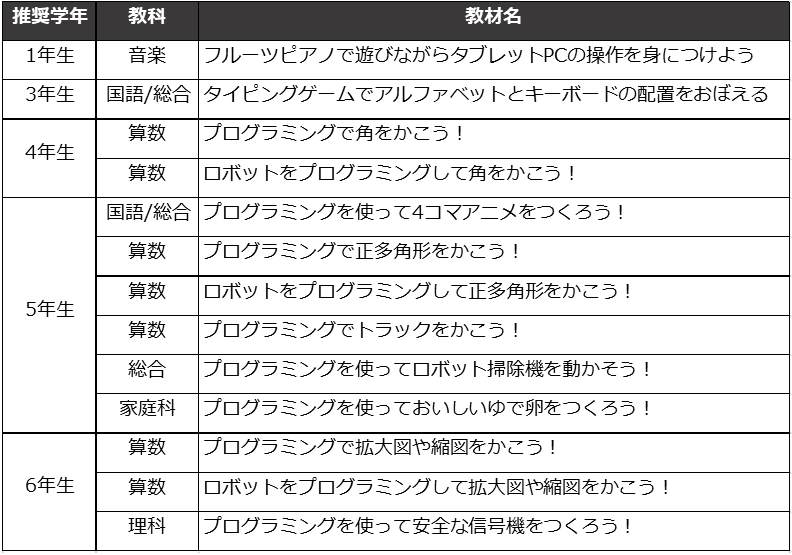 推奨学年 教科 教材名
1年生 音楽 フルーツピアノで遊びながらタブレットPCの操作を身につけよう
3年生 国語/総合 タイピングゲームでアルファベットとキーボードの配置をおぼえる
4年生 算数 プログラミングで角をかこう！
算数 ロボットをプログラミングして角をかこう！
5年生 国語/総合 プログラミングを使って4コマアニメをつくろう！
算数 プログラミングで正多角形をかこう！
算数 ロボットをプログラミングして正多角形をかこう！
算数 プログラミングでトラックをかこう！
総合 プログラミングを使ってロボット掃除機を動かそう！
家庭科 プログラミングを使っておいしいゆで卵をつくろう！
6年生 算数 プログラミングで拡大図や縮図をかこう！
算数 ロボットをプログラミングして拡大図や縮図をかこう！
理科 プログラミングを使って安全な信号機をつくろう！